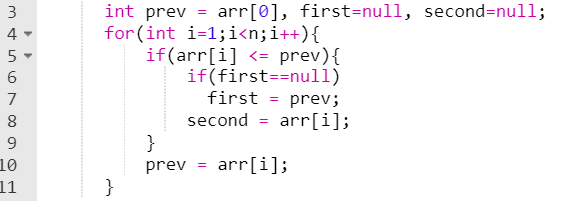 3 int prev = arr[0], first=null, second=null;
4 for(int i=1;i<n;i++){
5 if(arr[i] <= prev){
6 if(first==null)
7 first = prev;
8 second = arr[i];
9 }
10 prev = arr[i];
11 }